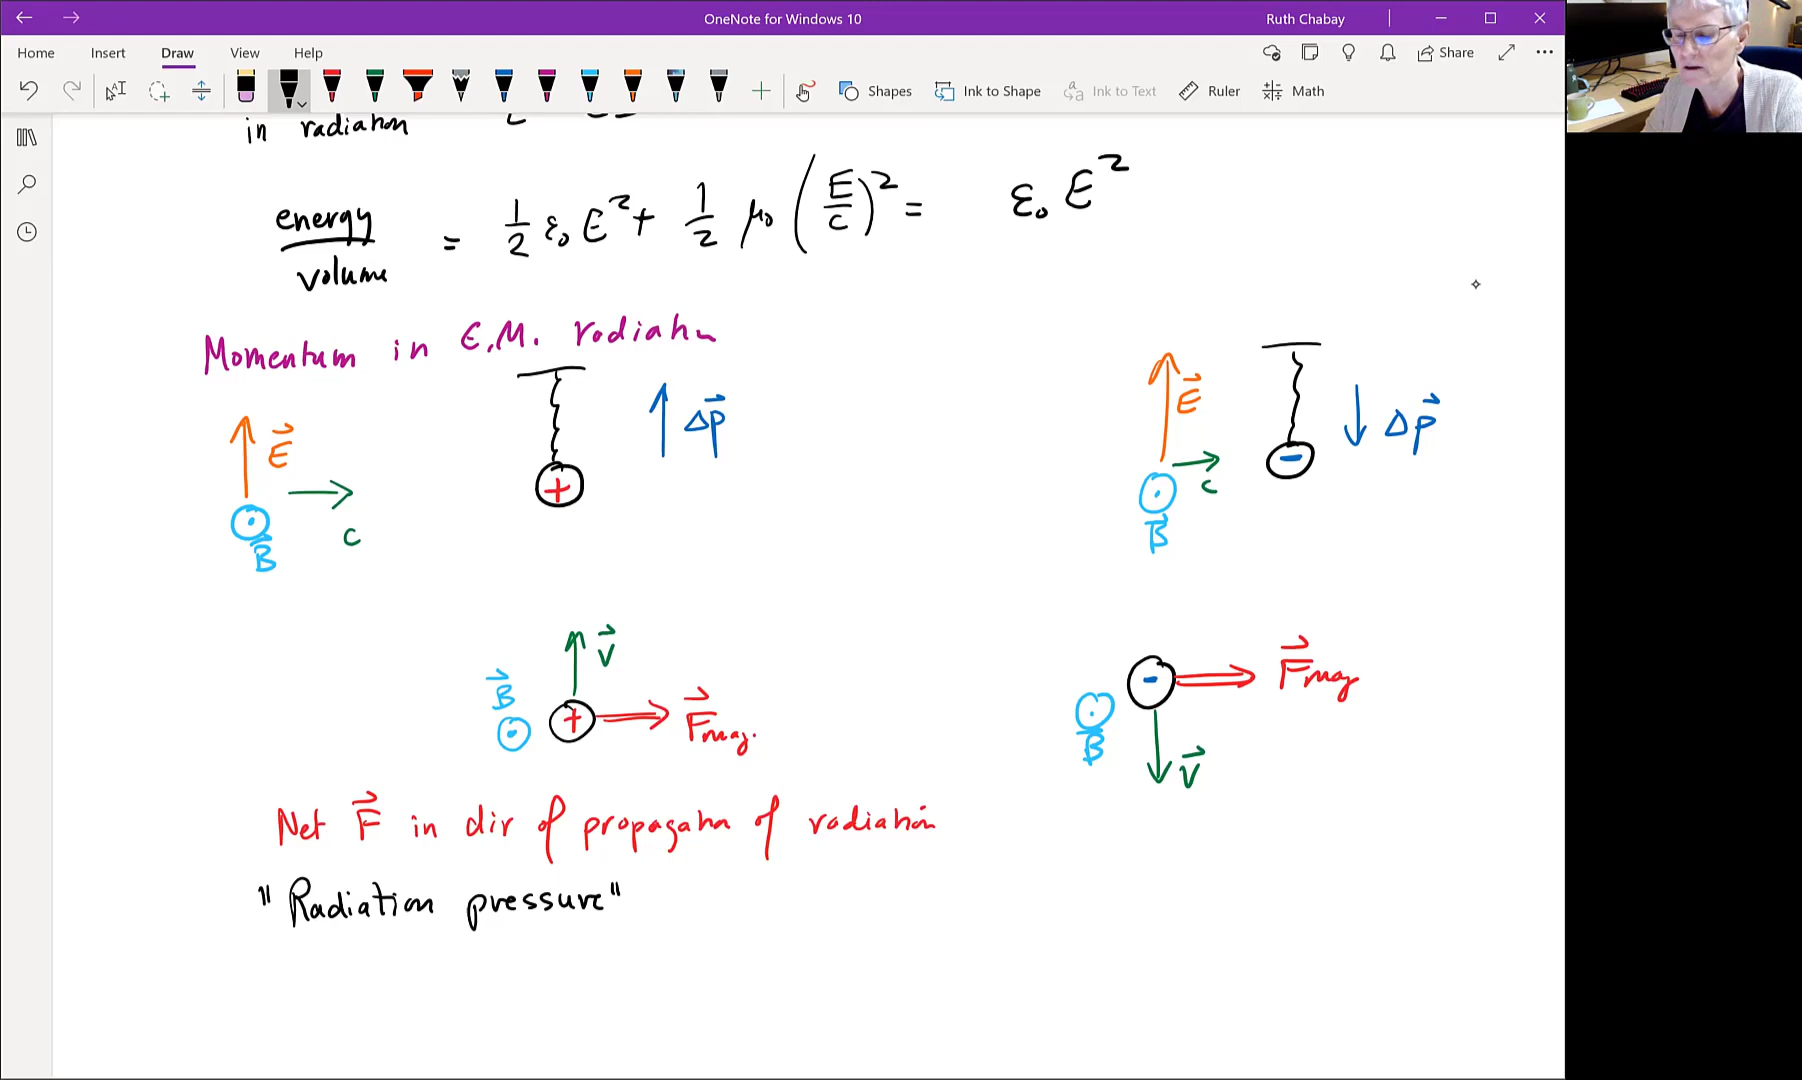 OneNote for Windows 10
Ruth Chabay
Home Insert Draw View Help
Share
Shapes Ink to Shape Ink to Text Ruler Math
in radiation
energy/volume = 1/2 ε₀ E² + 1/2 μ₀ (E/c)² = ε₀ E²
Momentum in E.M. radiation
E⃗
B⃗
c
+
Δp⃗
E⃗
B⃗
c
-
Δp⃗
B⃗
v⃗
+
F⃗mag.
B⃗
-
v⃗
F⃗mag
Net F⃗ in dir of propagation of radiation
"Radiation pressure"